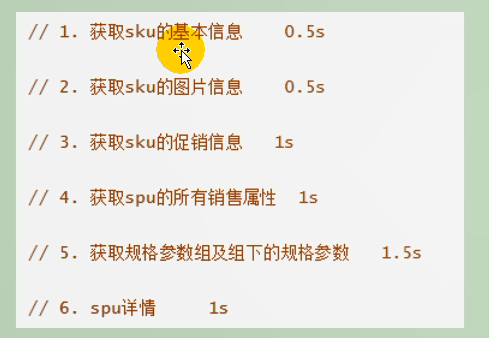 // 1. 获取sku的基本信息    0.5s
// 2. 获取sku的图片信息    0.5s
// 3. 获取sku的促销信息   1s
// 4. 获取spu的所有销售属性  1s
// 5. 获取规格参数组及组下的规格参数   1.5s
// 6. spu详情     1s